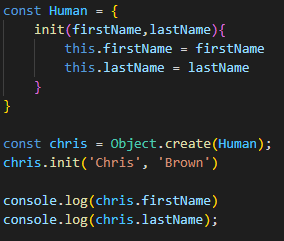 const Human = {
    init(firstName,lastName){
        this.firstName = firstName
        this.lastName = lastName
    }
}

const chris = Object.create(Human);
chris.init('Chris', 'Brown')

console.log(chris.firstName)
console.log(chris.lastName);